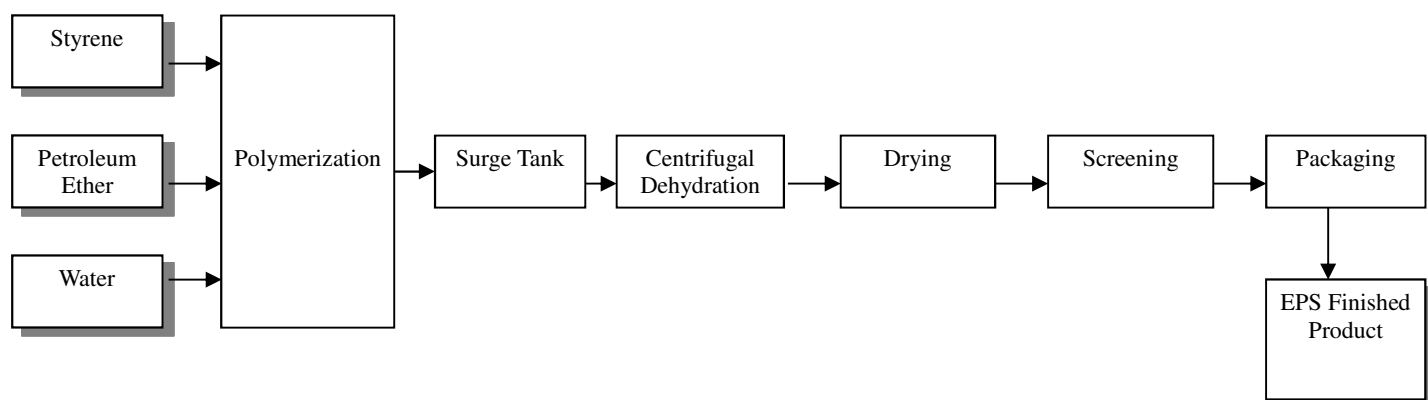 Styrene
Petroleum
Ether
Water
Polymerization
Surge Tank
Centrifugal
Dehydration
Drying
Screening
Packaging
EPS Finished
Product